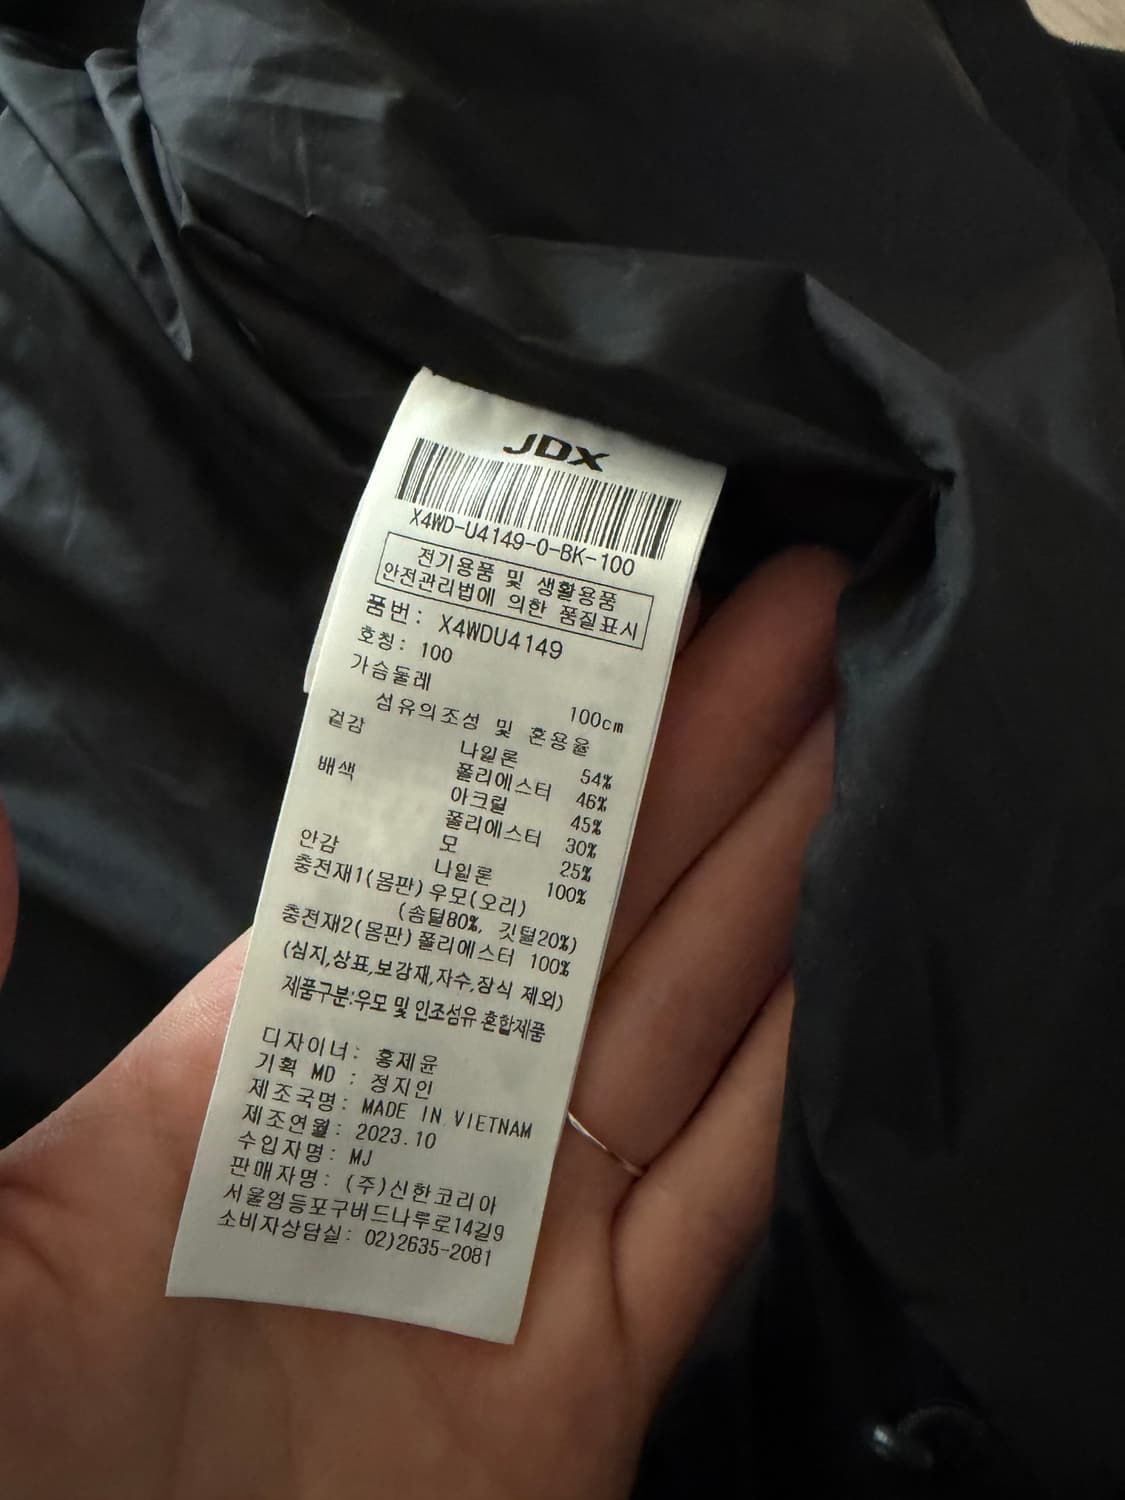 JDX
X4WD-U4149-0-BK-100
전기용품 및 생활용품
안전관리법에 의한 품질표시
품번: X4WDU4149
호칭: 100
가슴둘레 100cm
섬유의조성 및 혼용율
겉감 나일론 54%
폴리에스터 46%
배색 아크릴 45%
폴리에스터 30%
모 25%
안감 나일론 100%
충전재1(몸판) 우모(오리)
(솜털80%, 깃털20%)
충전재2(몸판) 폴리에스터 100%
(심지,상표,보강재,자수,장식 제외)
제품구분:우모 및 인조섬유 혼합제품
디자이너: 홍제윤
기획 MD : 정지인
제조국명: MADE IN VIETNAM
제조연월: 2023.10
수입자명: MJ
판매자명: (주)신한코리아
서울영등포구버드나루로14길9
소비자상담실: 02)2635-2081